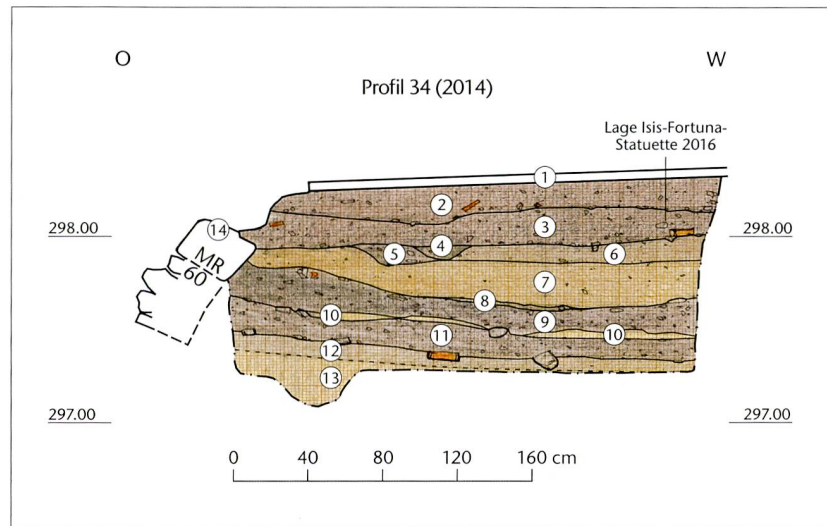 O
W
Profil 34 (2014)
Lage Isis-Fortuna-
Statuette 2016
1
2
3
298.00
14
4
298.00
5
6
MR
60
7
8
10
9
10
11
12
13
297.00
297.00
0 40 80 120 160 cm